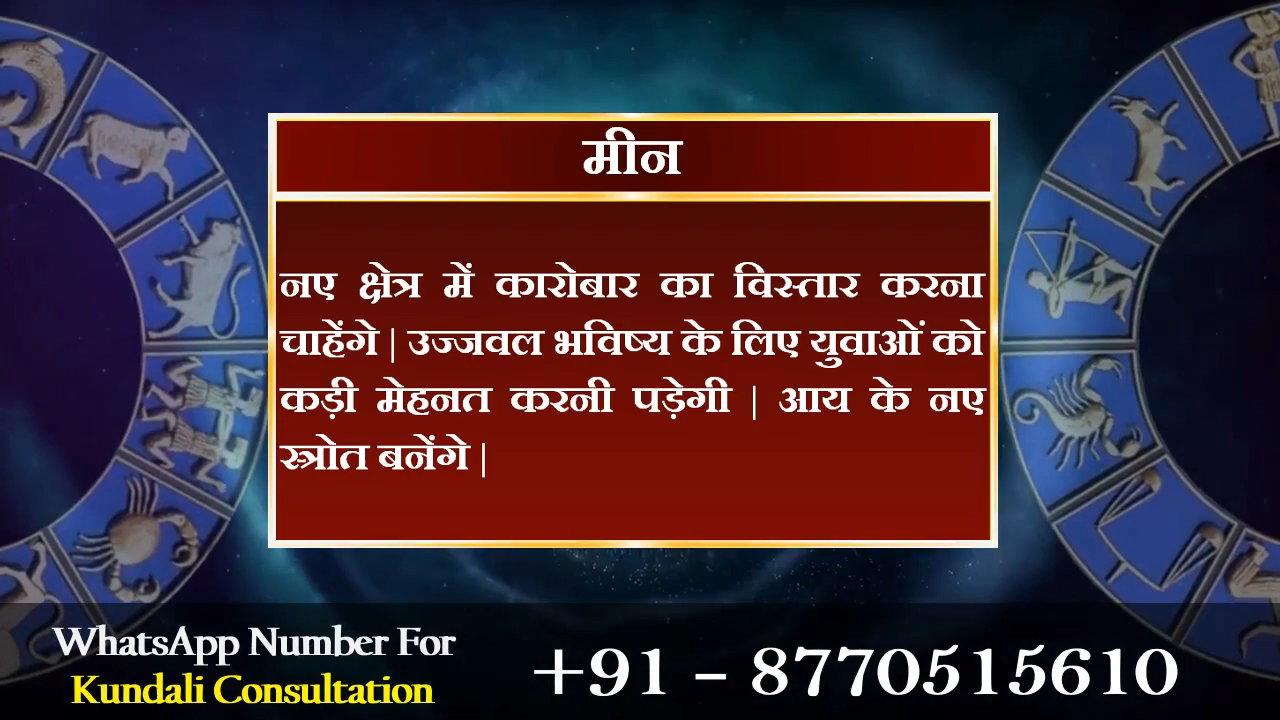 मीन
नए क्षेत्र में कारोबार का विस्तार करना
चाहेंगे | उज्जवल भविष्य के लिए युवाओं को
कड़ी मेहनत करनी पड़ेगी | आय के नए
स्त्रोत बनेंगे |
WhatsApp Number For
Kundali Consultation
+91 - 8770515610